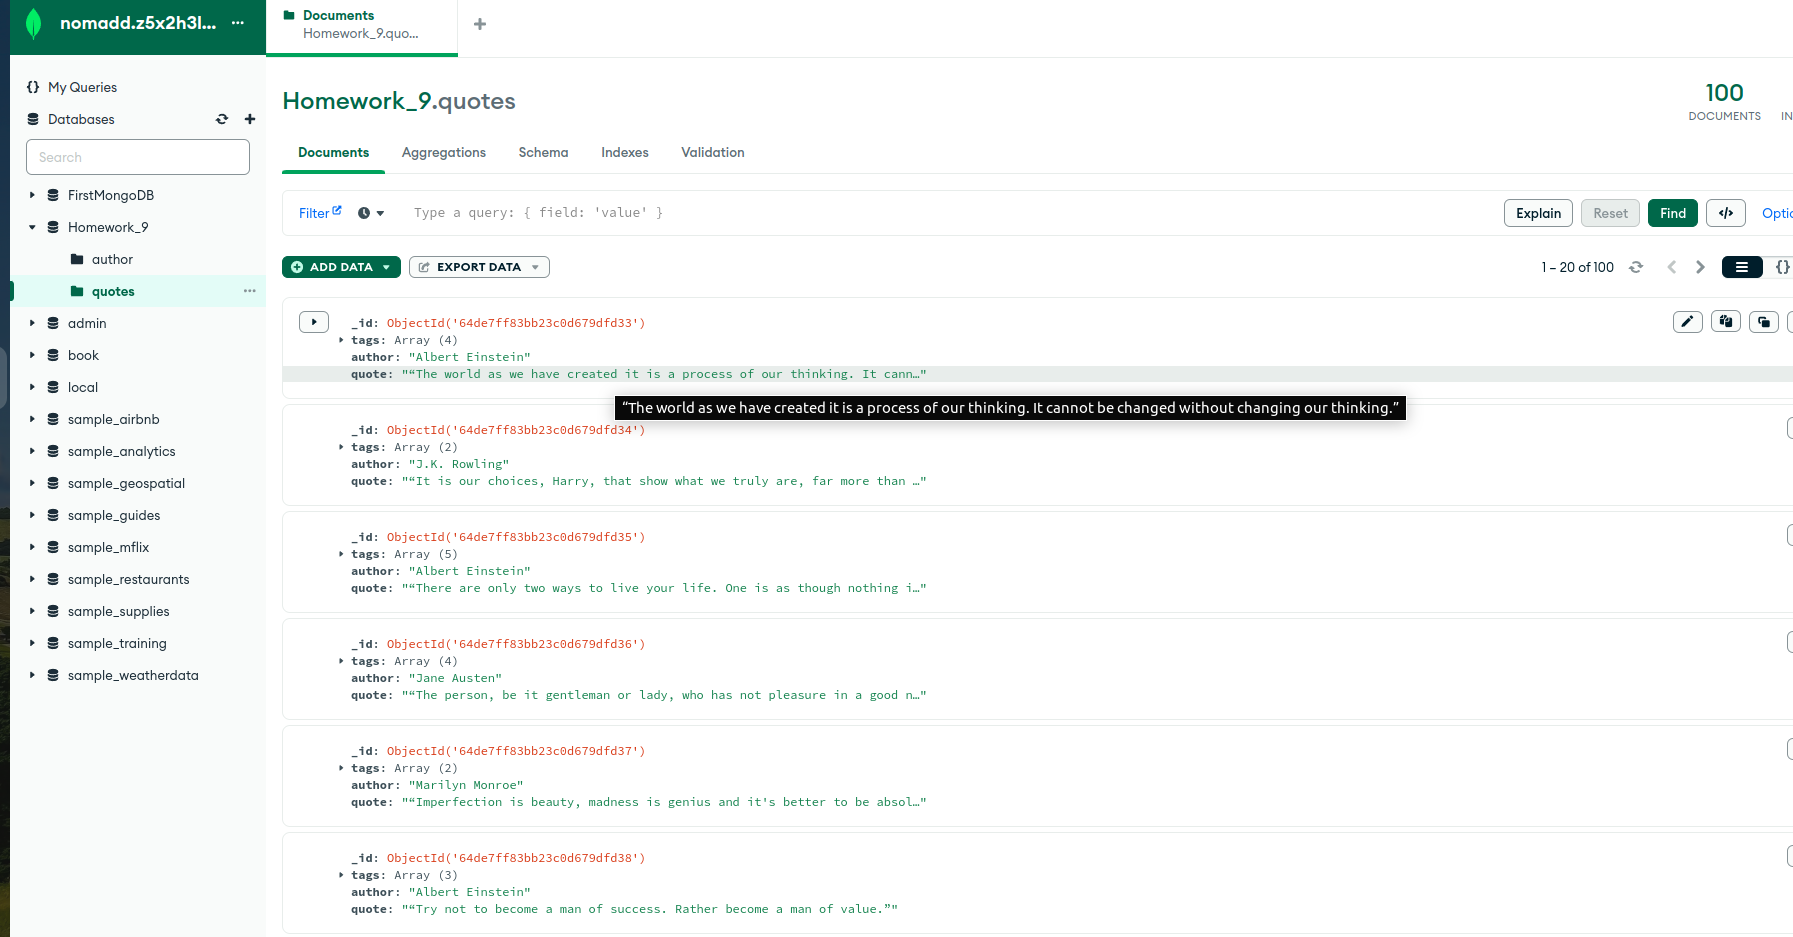 nomadd.z5x2h3l...
Documents
Homework_9.quo...
My Queries
Databases
Search
FirstMongoDB
Homework_9
author
quotes
admin
book
local
sample_airbnb
sample_analytics
sample_geospatial
sample_guides
sample_mflix
sample_restaurants
sample_supplies
sample_training
sample_weatherdata
Homework_9.quotes
100
DOCUMENTS IN
Documents Aggregations Schema Indexes Validation
Filter Type a query: { field: 'value' } Explain Reset Find </> Optio
ADD DATA EXPORT DATA 1 – 20 of 100 {}
_id: ObjectId('64de7ff83bb23c0d679dfd33')
tags: Array (4)
author: "Albert Einstein"
quote: "“The world as we have created it is a process of our thinking. It cann…"
“The world as we have created it is a process of our thinking. It cannot be changed without changing our thinking.”
_id: ObjectId('64de7ff83bb23c0d679dfd34')
tags: Array (2)
author: "J.K. Rowling"
quote: "“It is our choices, Harry, that show what we truly are, far more than …"
_id: ObjectId('64de7ff83bb23c0d679dfd35')
tags: Array (5)
author: "Albert Einstein"
quote: "“There are only two ways to live your life. One is as though nothing i…"
_id: ObjectId('64de7ff83bb23c0d679dfd36')
tags: Array (4)
author: "Jane Austen"
quote: "“The person, be it gentleman or lady, who has not pleasure in a good n…"
_id: ObjectId('64de7ff83bb23c0d679dfd37')
tags: Array (2)
author: "Marilyn Monroe"
quote: "“Imperfection is beauty, madness is genius and it's better to be absol…"
_id: ObjectId('64de7ff83bb23c0d679dfd38')
tags: Array (3)
author: "Albert Einstein"
quote: "“Try not to become a man of success. Rather become a man of value.”"